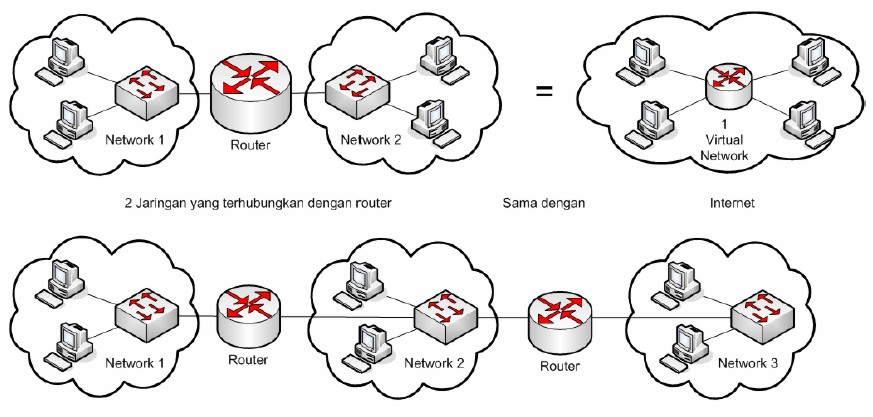 Network 1
Router
Network 2
=
1
Virtual
Network
2 Jaringan yang terhubungkan dengan router
Sama dengan
Internet
Network 1
Router
Network 2
Router
Network 3